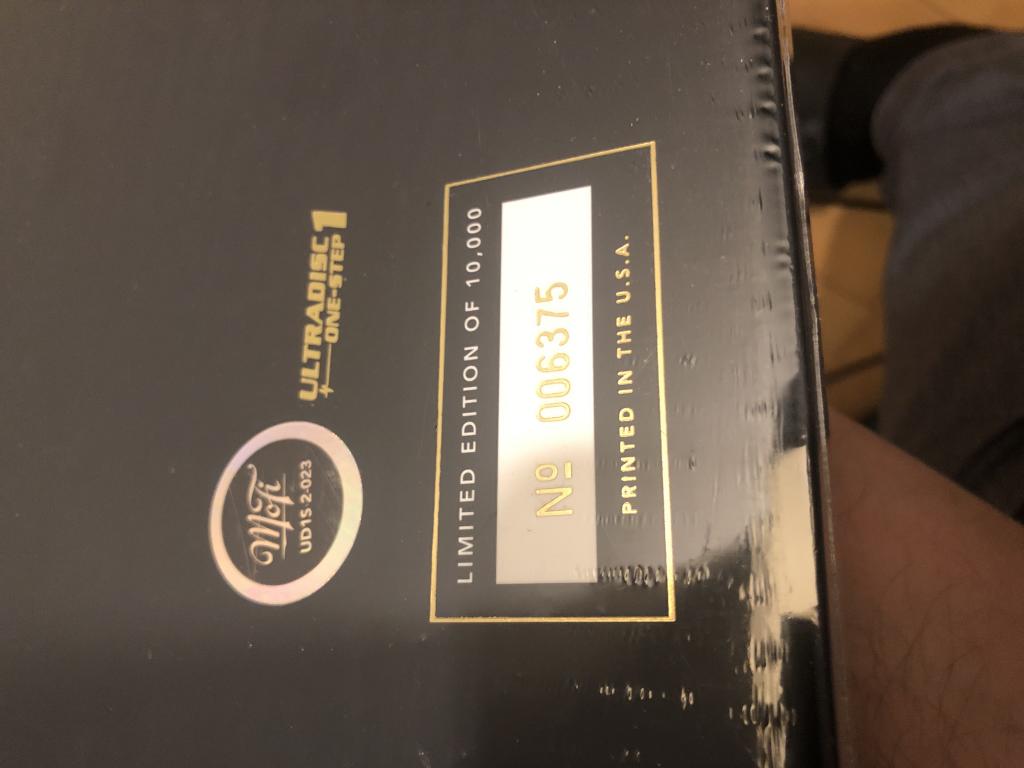 MoFi
UD1S 2-023
ULTRADISC
ONE-STEP 1
LIMITED EDITION OF 10,000
Nº 006375
PRINTED IN THE U.S.A.